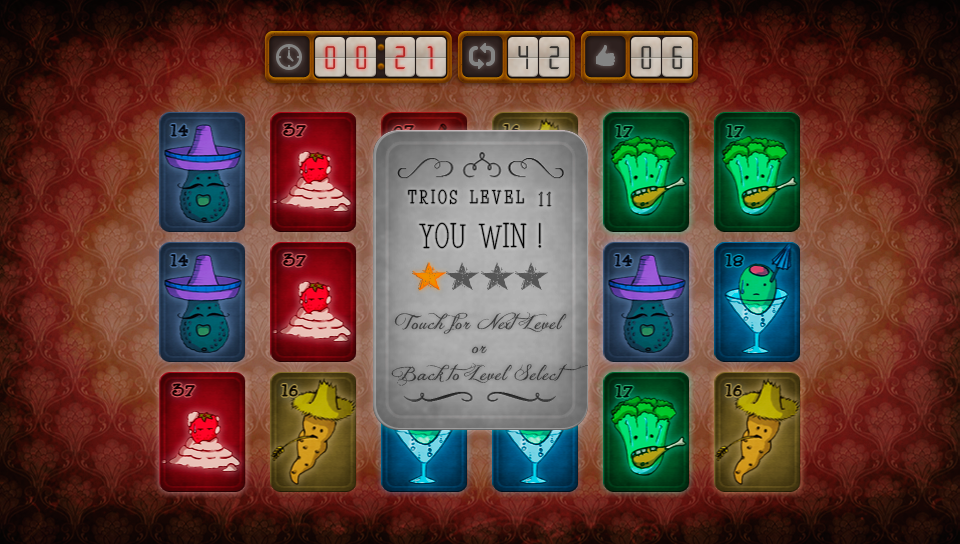 00:21 42 06
14 37 16 17 17
14 37 14 18
37 16 17 16
TRIOS LEVEL 11
YOU WIN !
Touch for Next Level
or
Back to Level Select